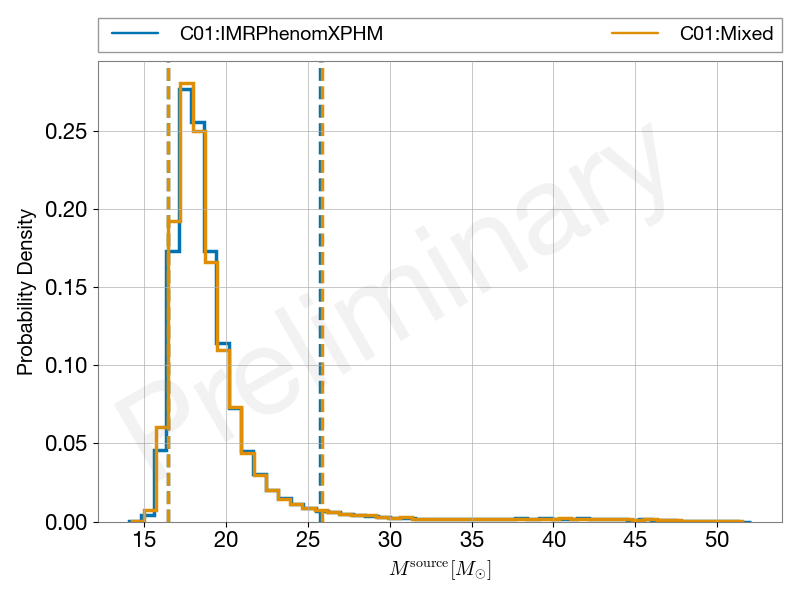 C01:IMRPhenomXPHM C01:Mixed
0.25
0.20
0.15
0.10
0.05
0.00
Probability Density
Preliminary
15 20 25 30 35 40 45 50
M^source [M_⊙]